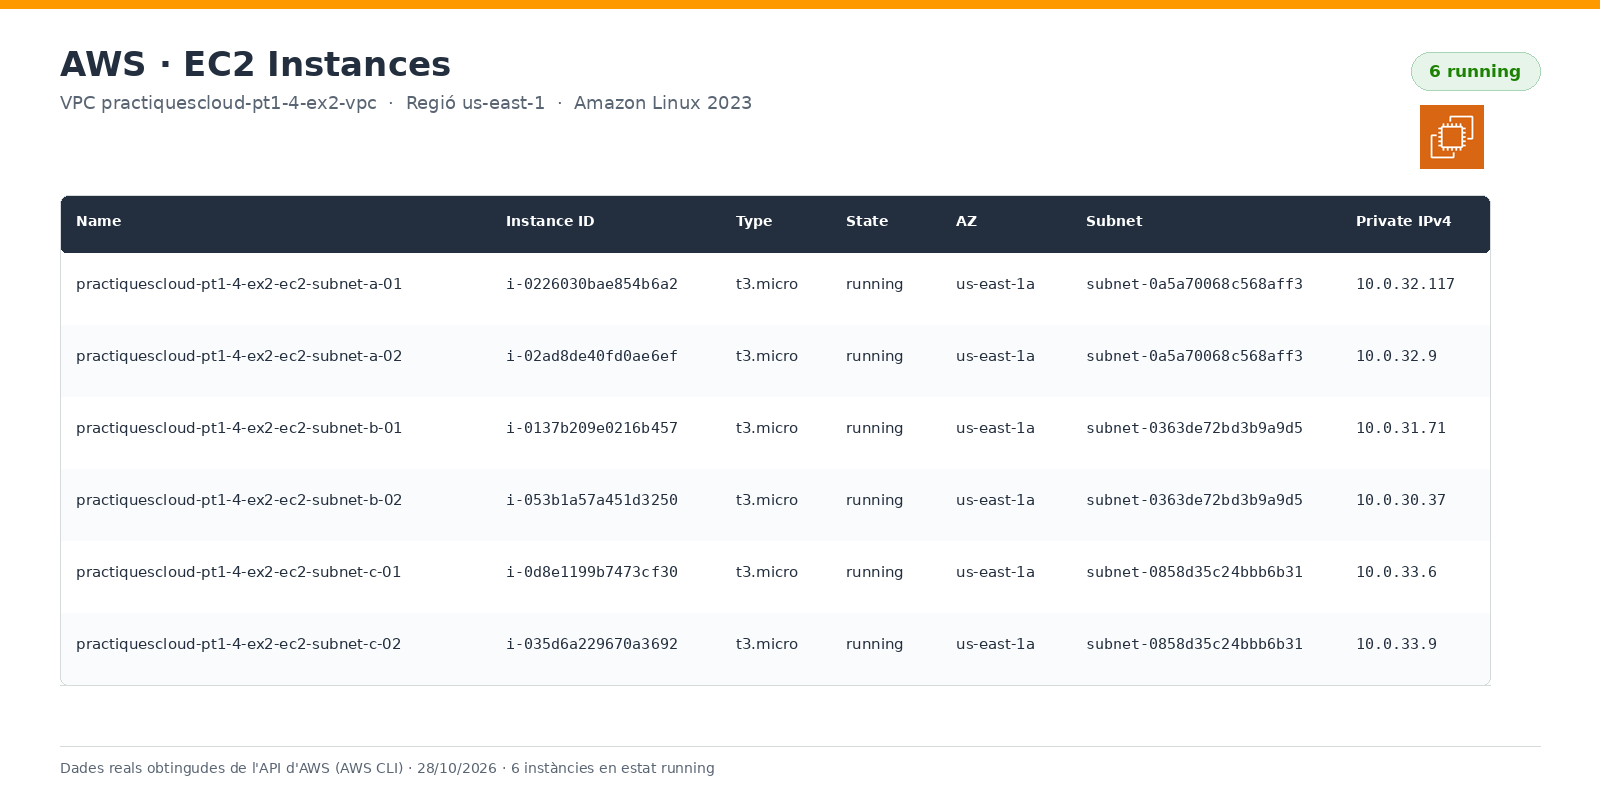 AWS · EC2 Instances
6 running
VPC practiquescloud-pt1-4-ex2-vpc · Regió us-east-1 · Amazon Linux 2023
Name Instance ID Type State AZ Subnet Private IPv4
practiquescloud-pt1-4-ex2-ec2-subnet-a-01 i-0226030bae854b6a2 t3.micro running us-east-1a subnet-0a5a70068c568aff3 10.0.32.117
practiquescloud-pt1-4-ex2-ec2-subnet-a-02 i-02ad8de40fd0ae6ef t3.micro running us-east-1a subnet-0a5a70068c568aff3 10.0.32.9
practiquescloud-pt1-4-ex2-ec2-subnet-b-01 i-0137b209e0216b457 t3.micro running us-east-1a subnet-0363de72bd3b9a9d5 10.0.31.71
practiquescloud-pt1-4-ex2-ec2-subnet-b-02 i-053b1a57a451d3250 t3.micro running us-east-1a subnet-0363de72bd3b9a9d5 10.0.30.37
practiquescloud-pt1-4-ex2-ec2-subnet-c-01 i-0d8e1199b7473cf30 t3.micro running us-east-1a subnet-0858d35c24bbb6b31 10.0.33.6
practiquescloud-pt1-4-ex2-ec2-subnet-c-02 i-035d6a229670a3692 t3.micro running us-east-1a subnet-0858d35c24bbb6b31 10.0.33.9
Dades reals obtingudes de l'API d'AWS (AWS CLI) · 28/10/2026 · 6 instàncies en estat running